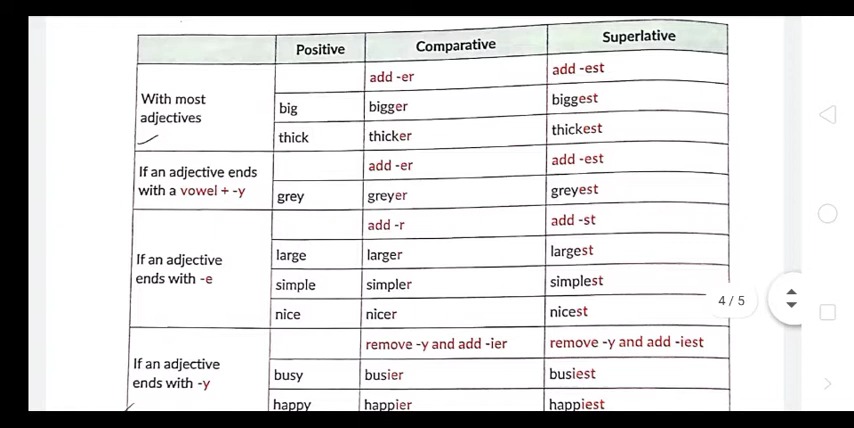 Positive Comparative Superlative
add -er add -est
With most
adjectives
big bigger biggest
thick thicker thickest
If an adjective ends
with a vowel + -y
add -er add -est
grey greyer greyest
add -r add -st
If an adjective
ends with -e
large larger largest
simple simpler simplest
nice nicer nicest
4 / 5
remove -y and add -ier remove -y and add -iest
If an adjective
ends with -y
busy busier busiest
happy happier happiest